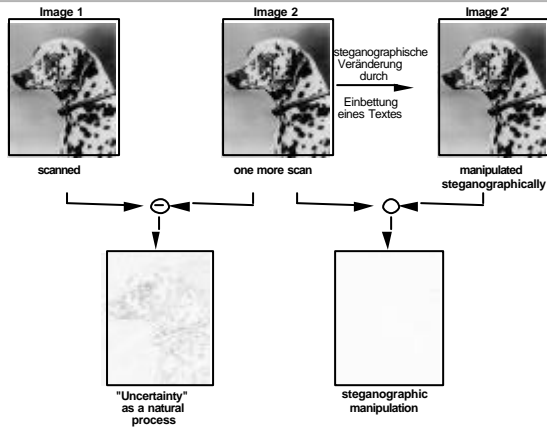 Image 1
Image 2
Image 2'
steganographische
Veränderung
durch
Einbettung
eines Textes
scanned
one more scan
manipulated
steganographically
"Uncertainty"
as a natural
process
steganographic
manipulation